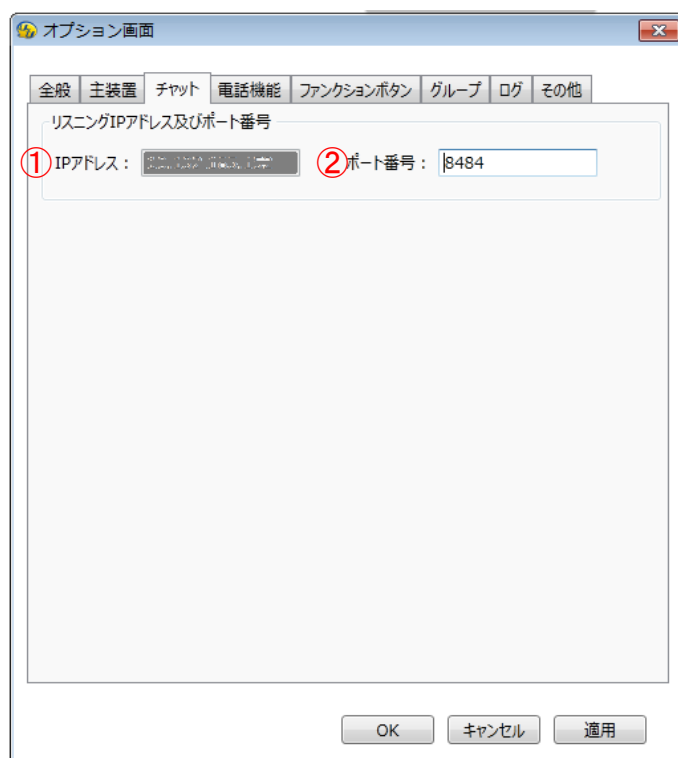 オプション画面
全般 主装置 チャット 電話機能 ファンクションボタン グループ ログ その他
リスニングIPアドレス及びポート番号
①IPアドレス: ②ポート番号: 8484
OK キャンセル 適用